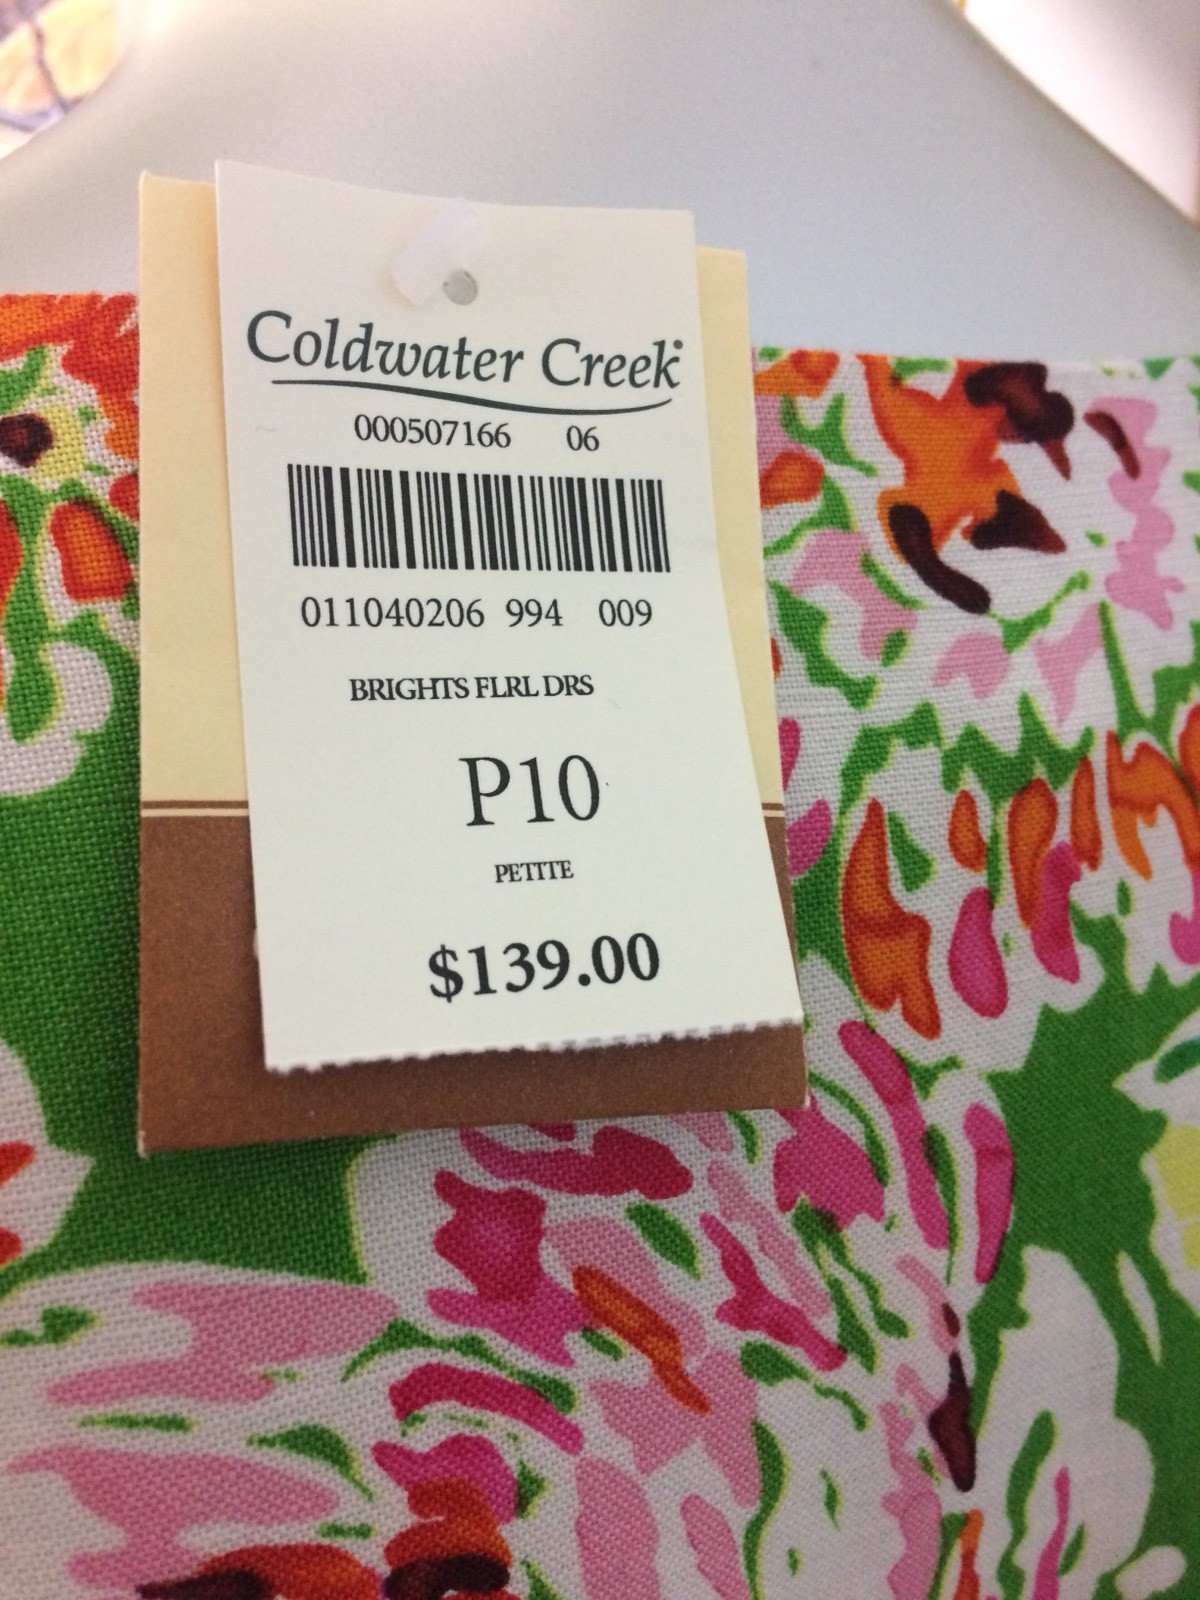 Coldwater Creek
000507166 06
011040206 994 009
BRIGHTS FLRL DRS
P10
PETITE
$139.00